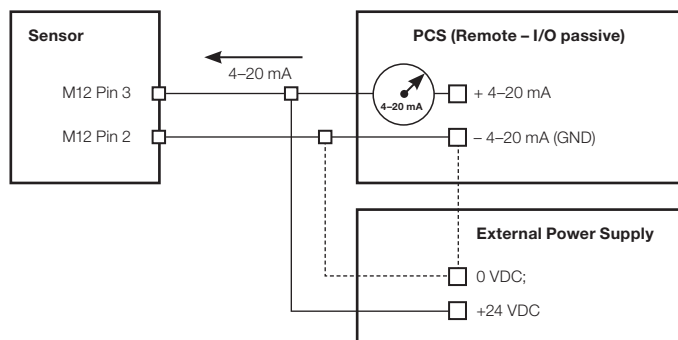 Sensor
PCS (Remote – I/O passive)
4–20 mA
M12 Pin 3
4–20 mA
+ 4–20 mA
M12 Pin 2
– 4–20 mA (GND)
External Power Supply
0 VDC;
+24 VDC